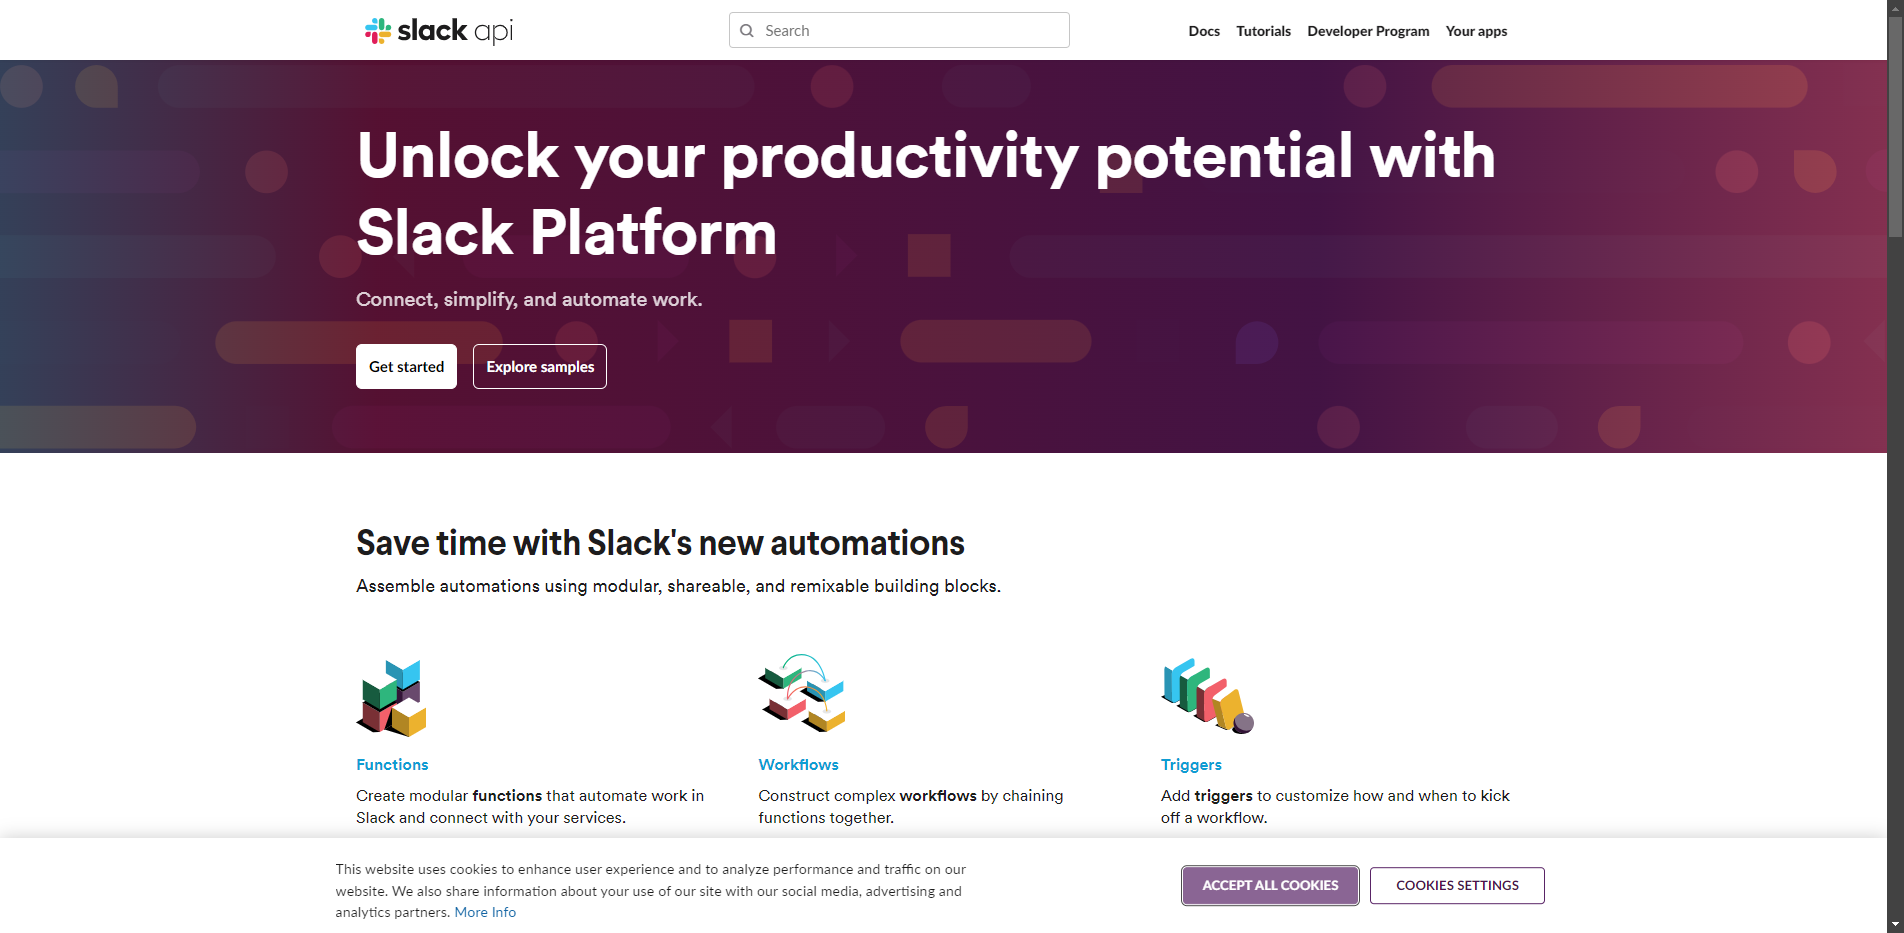 slack api
Search
Docs Tutorials Developer Program Your apps
Unlock your productivity potential with
Slack Platform
Connect, simplify, and automate work.
Get started Explore samples
Save time with Slack's new automations
Assemble automations using modular, shareable, and remixable building blocks.
Functions
Create modular functions that automate work in
Slack and connect with your services.
Workflows
Construct complex workflows by chaining
functions together.
Triggers
Add triggers to customize how and when to kick
off a workflow.
This website uses cookies to enhance user experience and to analyze performance and traffic on our
website. We also share information about your use of our site with our social media, advertising and
analytics partners. More Info
ACCEPT ALL COOKIES COOKIES SETTINGS